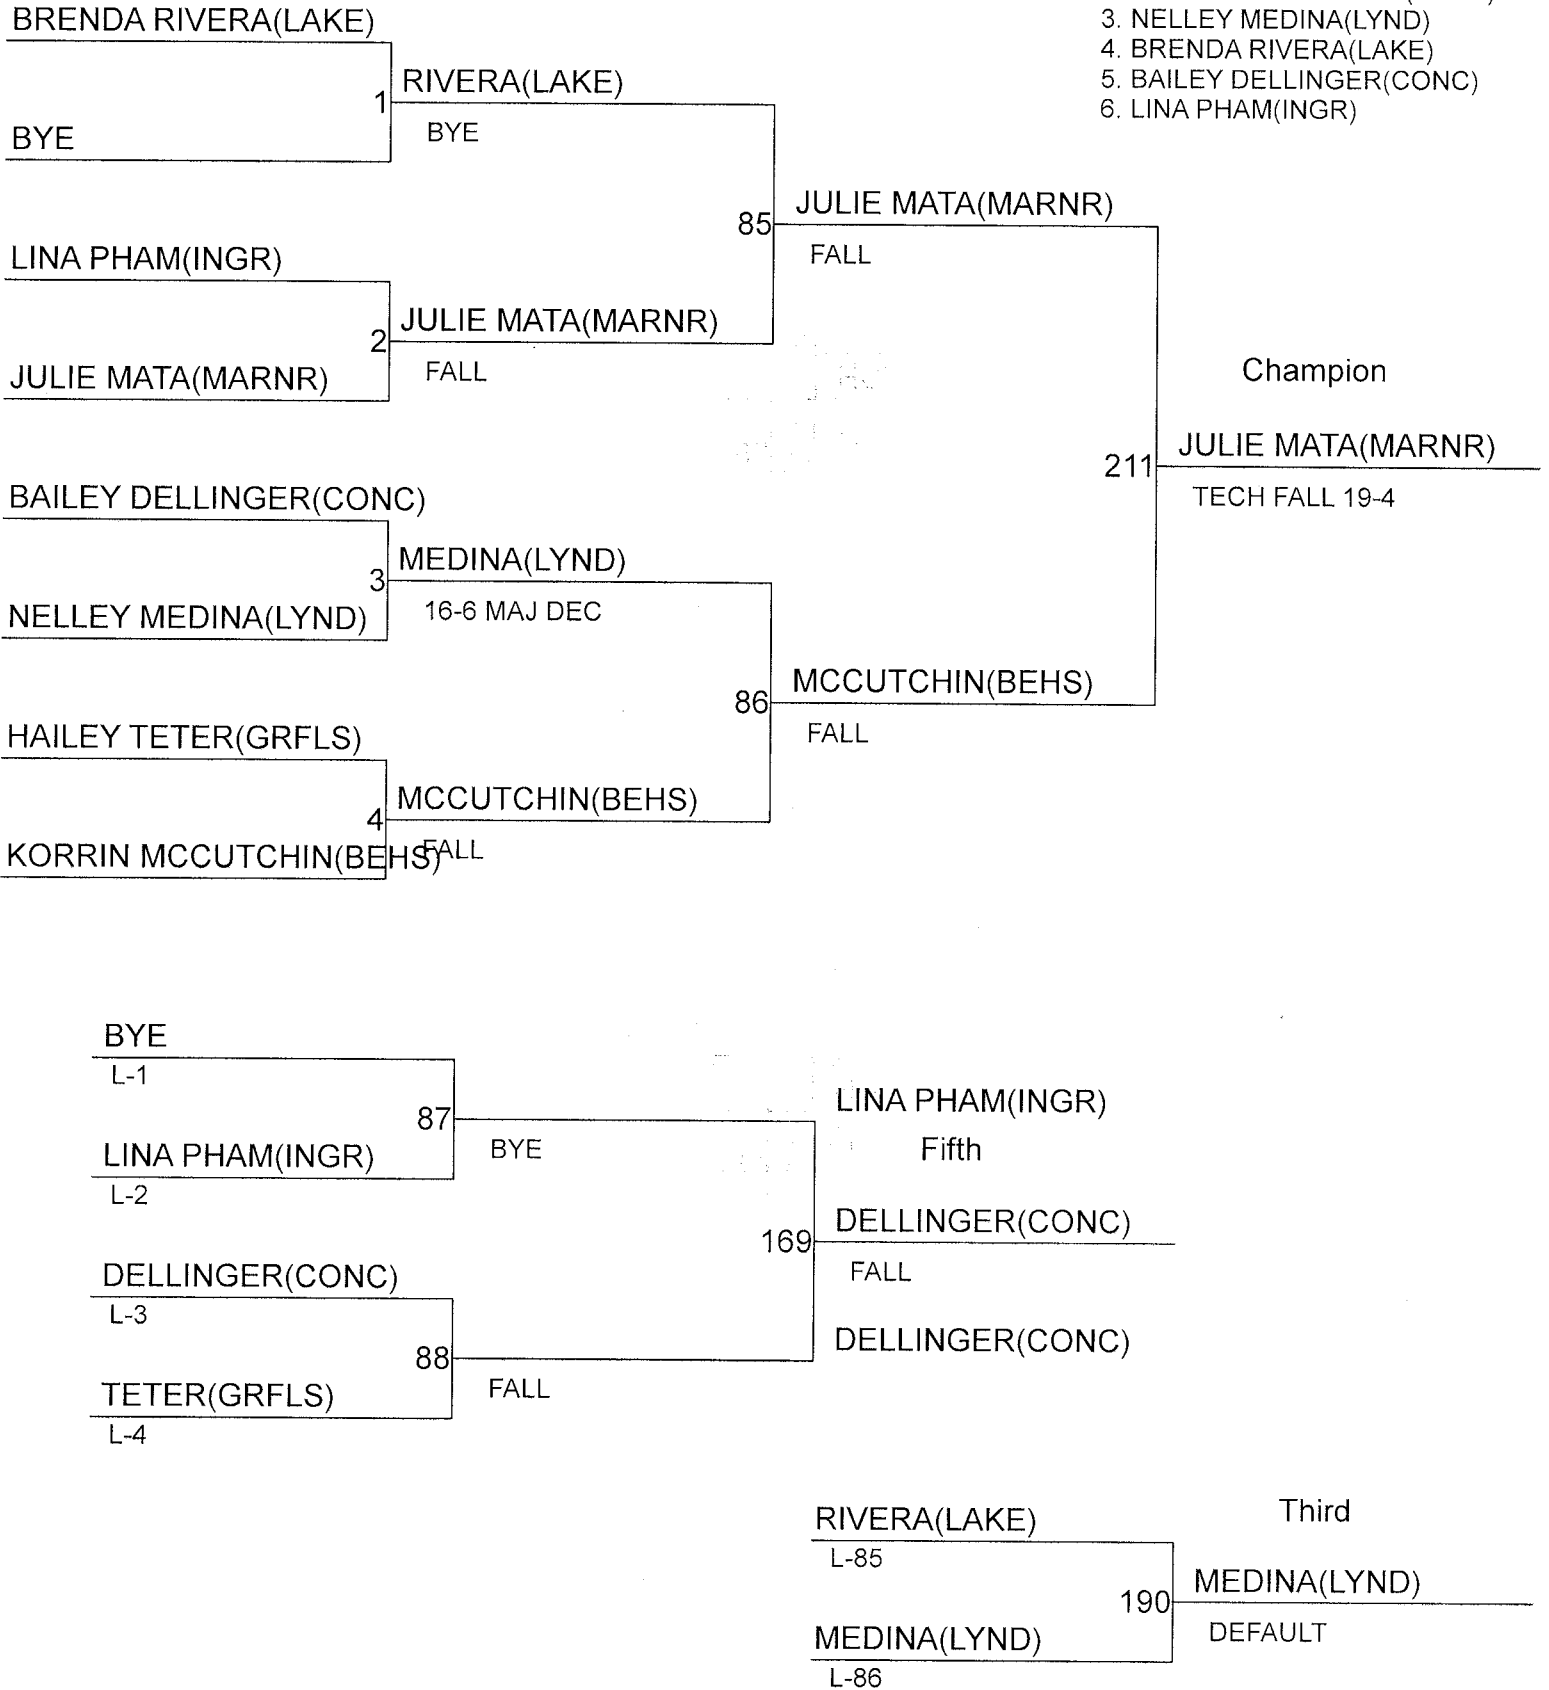 BRENDA RIVERA(LAKE)
3. NELLEY MEDINA(LYND)
4. BRENDA RIVERA(LAKE)
5. BAILEY DELLINGER(CONC)
6. LINA PHAM(INGR)
1
RIVERA(LAKE)
BYE
BYE
85
JULIE MATA(MARNR)
FALL
LINA PHAM(INGR)
2
JULIE MATA(MARNR)
FALL
JULIE MATA(MARNR)
Champion
211
JULIE MATA(MARNR)
TECH FALL 19-4
BAILEY DELLINGER(CONC)
3
MEDINA(LYND)
16-6 MAJ DEC
NELLEY MEDINA(LYND)
86
MCCUTCHIN(BEHS)
FALL
HAILEY TETER(GRFLS)
4
MCCUTCHIN(BEHS)
FALL
KORRIN MCCUTCHIN(BEHS)
BYE
L-1
87
LINA PHAM(INGR)
BYE
Fifth
LINA PHAM(INGR)
L-2
169
DELLINGER(CONC)
FALL
DELLINGER(CONC)
L-3
88
DELLINGER(CONC)
FALL
TETER(GRFLS)
L-4
Third
RIVERA(LAKE)
L-85
190
MEDINA(LYND)
DEFAULT
MEDINA(LYND)
L-86